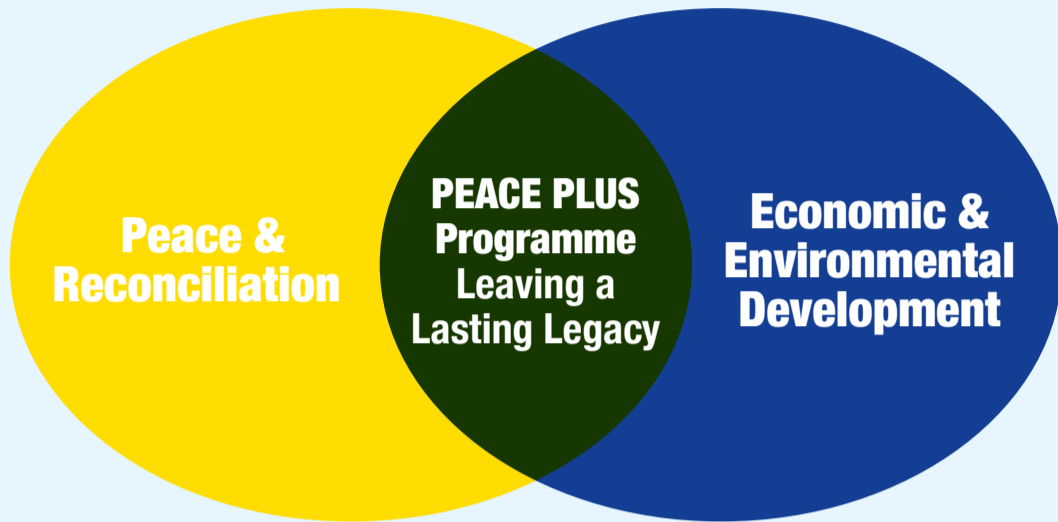 Peace &
Reconciliation
PEACE PLUS
Programme
Leaving a
Lasting Legacy
Economic &
Environmental
Development